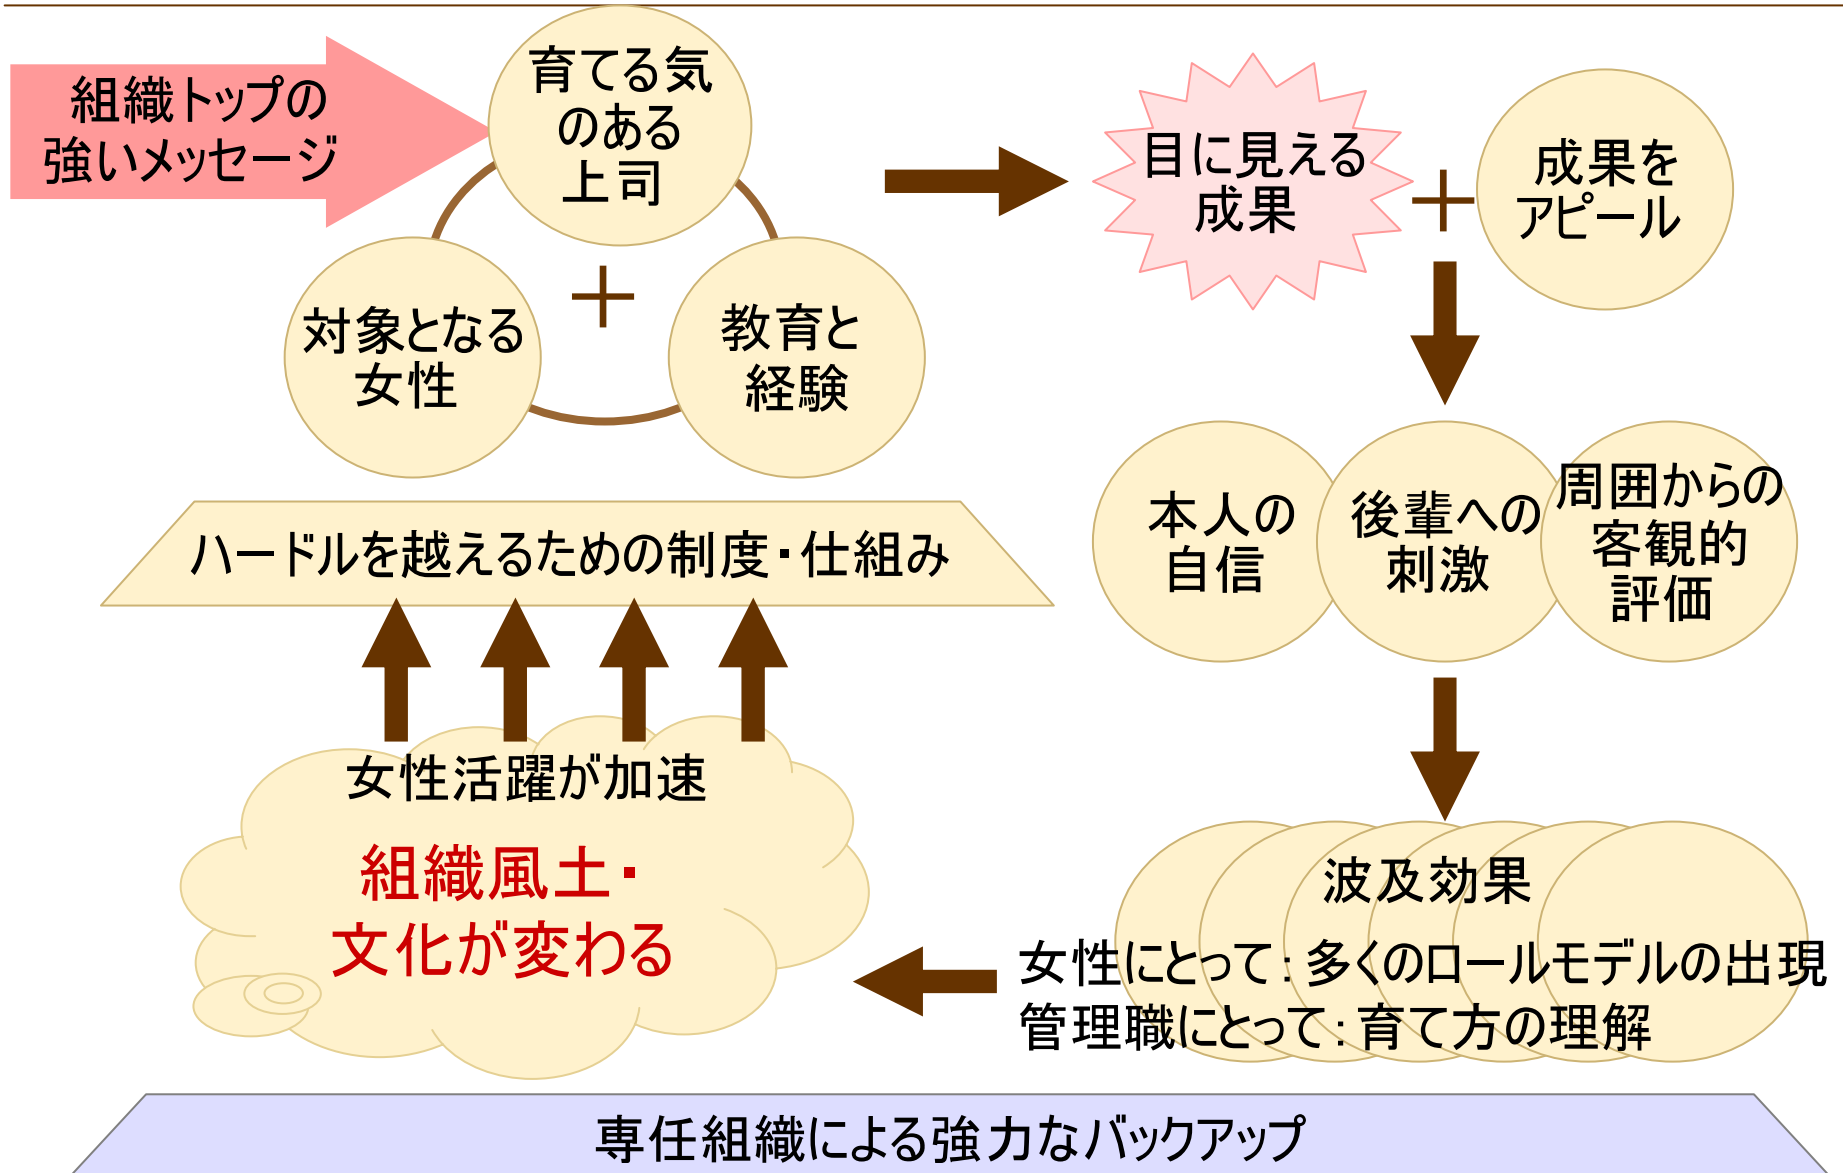 組織トップの
強いメッセージ
育てる気
のある
上司
対象となる
女性
＋
教育と
経験
目に見える
成果
＋
成果を
アピール
ハードルを越えるための制度・仕組み
本人の
自信
後輩への
刺激
周囲からの
客観的
評価
女性活躍が加速
組織風土・
文化が変わる
波及効果
女性にとって：多くのロールモデルの出現
管理職にとって：育て方の理解
専任組織による強力なバックアップ